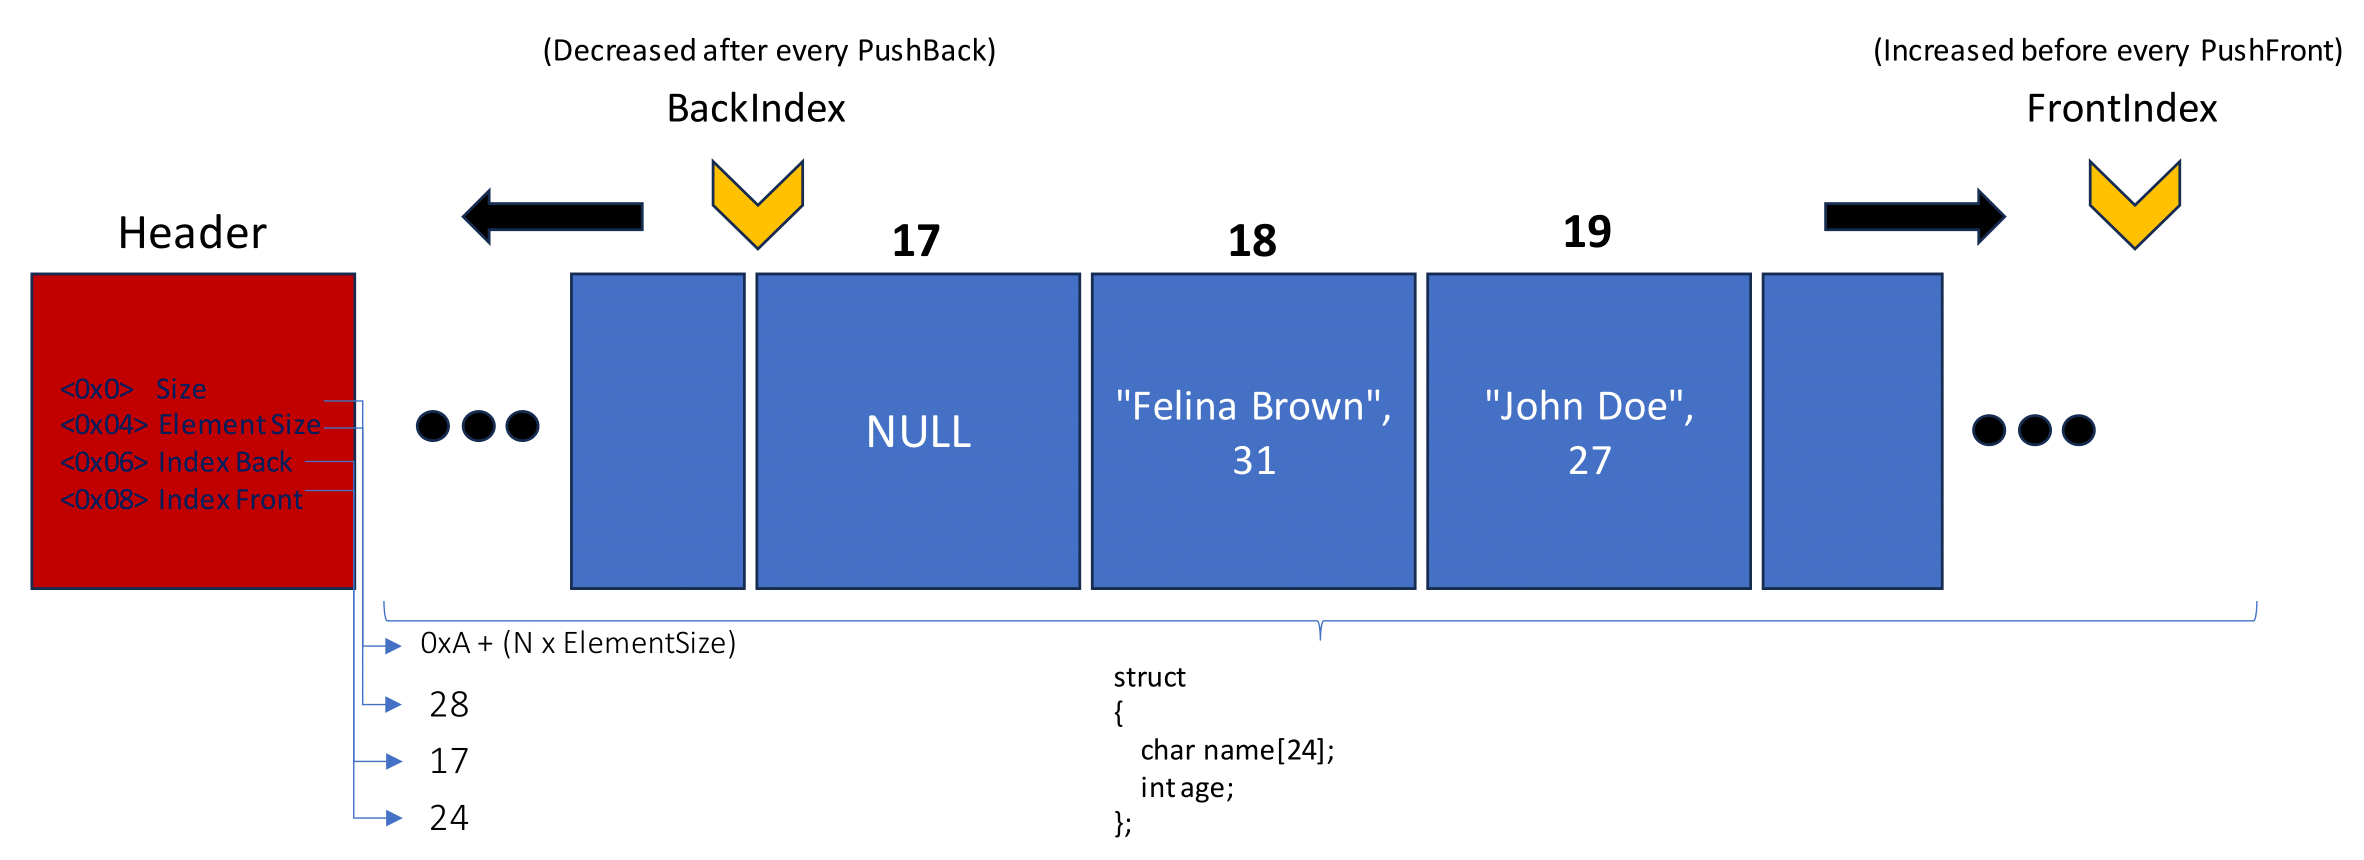 (Decreased after every PushBack)
BackIndex
(Increased before every PushFront)
FrontIndex
Header
17
18
19
<0x0> Size
<0x04> Element Size
<0x06> Index Back
<0x08> Index Front
NULL
"Felina Brown",
31
"John Doe",
27
0xA + (N x ElementSize)
28
17
24
struct
{
char name[24];
int age;
};